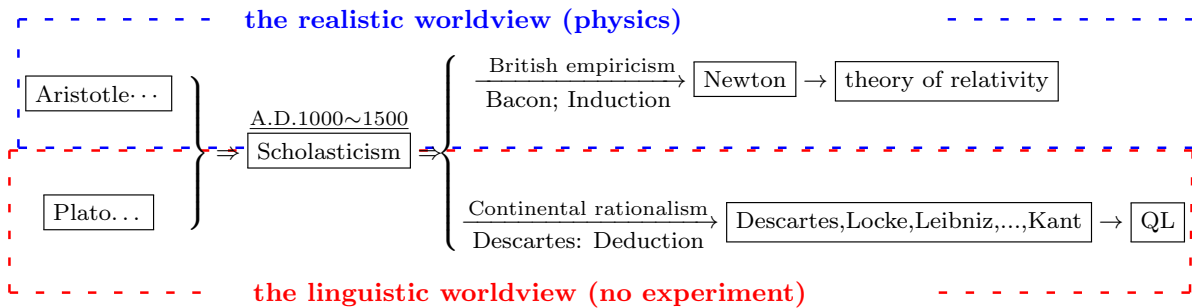 the realistic worldview (physics)
British empiricism
Aristotle···
Newton → theory of relativity
Bacon; Induction
A.D.1000∼1500
⇒ Scholasticism ⇒
Plato...
Continental rationalism
Descartes,Locke,Leibniz,...,Kant → QL
Descartes: Deduction
the linguistic worldview (no experiment)